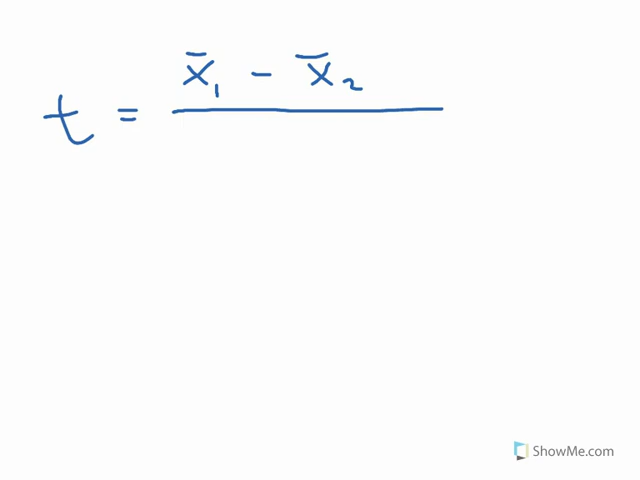 t = x̄₁ - x̄₂
ShowMe.com